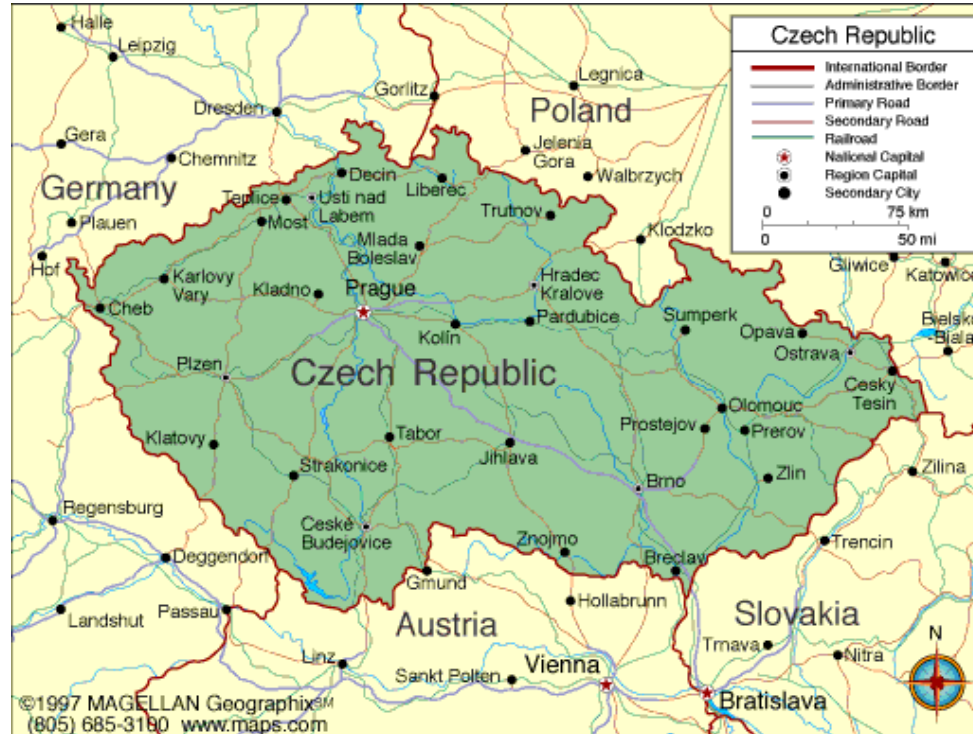 Czech Republic
International Border
Administrative Border
Primary Road
Secondary Road
Railroad
National Capital
Region Capital
Secondary City
0 75 km
0 50 mi
Halle
Leipzig
Legnica
Gorlitz
Dresden
Poland
Gera
Jelenia
Gora
Chemnitz
Walbrzych
Germany
Decin
Liberec
Teplice
Usti nad
Labem
Trutnov
Plauen
Most
Klodzko
Mlada
Boleslav
Hof
Gliwice
Katowice
Karlovy
Vary
Kladno
Prague
Hradec
Kralove
Cheb
Kolín
Pardubice
Sumperk
Opava
Bielsko
-Biala
Ostrava
Plzen
Czech Republic
Cesky
Tesin
Olomouc
Klatovy
Tabor
Jihlava
Prostejov
Prerov
Strakonice
Zlin
Zilina
Brno
Regensburg
Ceské
Budejovice
Znojmo
Trencin
Deggendorf
Breclav
Gmund
Landshut
Passau
Hollabrunn
Austria
Slovakia
Trnava
Nitra
N
Linz
Sankt Polten
Vienna
Bratislava
©1997 MAGELLAN Geographix℠
(805) 685-3100 www.maps.com